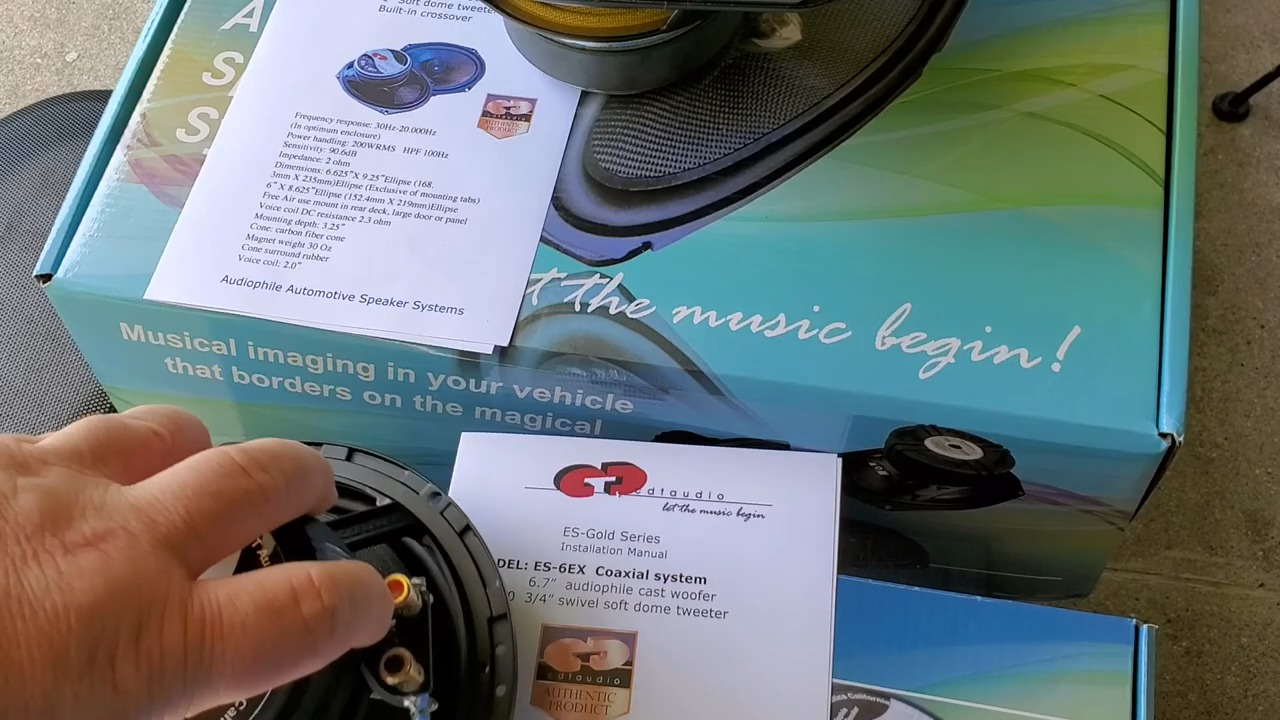 A
S
S
Soft dome tweete
Built-in crossover
AUTHENTIC
PRODUCT
Frequency response: 30Hz-20.000Hz
(In optimum enclosure)
Power handling: 200WRMS HPF 100Hz
Sensitivity: 90.6dB
Impedance: 2 ohm
Dimensions: 6.625"X 9.25"Ellipse (168.
3mm X 235mm)Ellipse (Exclusive of mounting tabs)
6" X 8.625"Ellipse (152.4mm X 219mm)Ellipse
Free Air use mount in rear deck, large door or panel
Voice coil DC resistance 2.3 ohm
Mounting depth: 3.25"
Cone: carbon fiber cone
Magnet weight 30 Oz
Cone surround rubber
Voice coil: 2.0"
Audiophile Automotive Speaker Systems
t the music begin!
Musical imaging in your vehicle
that borders on the magical
cdtaudio
let the music begin
ES-Gold Series
Installation Manual
DEL: ES-6EX Coaxial system
6.7" audiophile cast woofer
0 3/4" swivel soft dome tweeter
cdtaudio
AUTHENTIC
PRODUCT